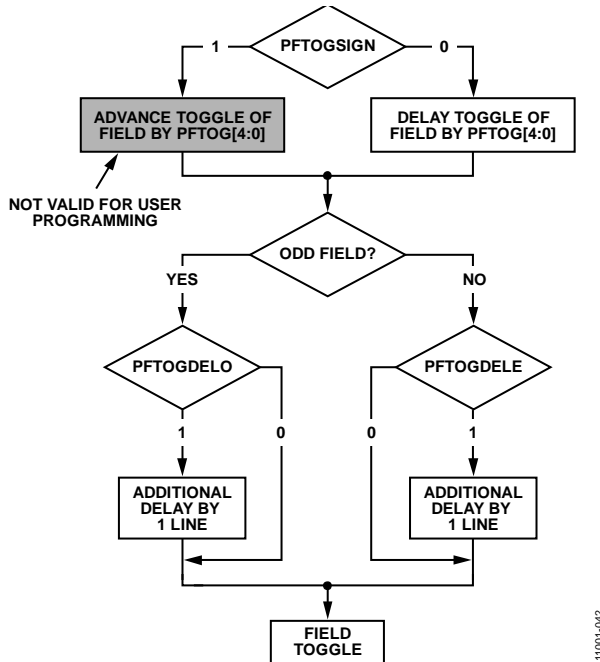 PFTOGSIGN
1
0
ADVANCE TOGGLE OF
FIELD BY PFTOG[4:0]
DELAY TOGGLE OF
FIELD BY PFTOG[4:0]
NOT VALID FOR USER
PROGRAMMING
ODD FIELD?
YES
NO
PFTOGDELO
PFTOGDELE
1
0
0
1
ADDITIONAL
DELAY BY
1 LINE
ADDITIONAL
DELAY BY
1 LINE
FIELD
TOGGLE
11001-042